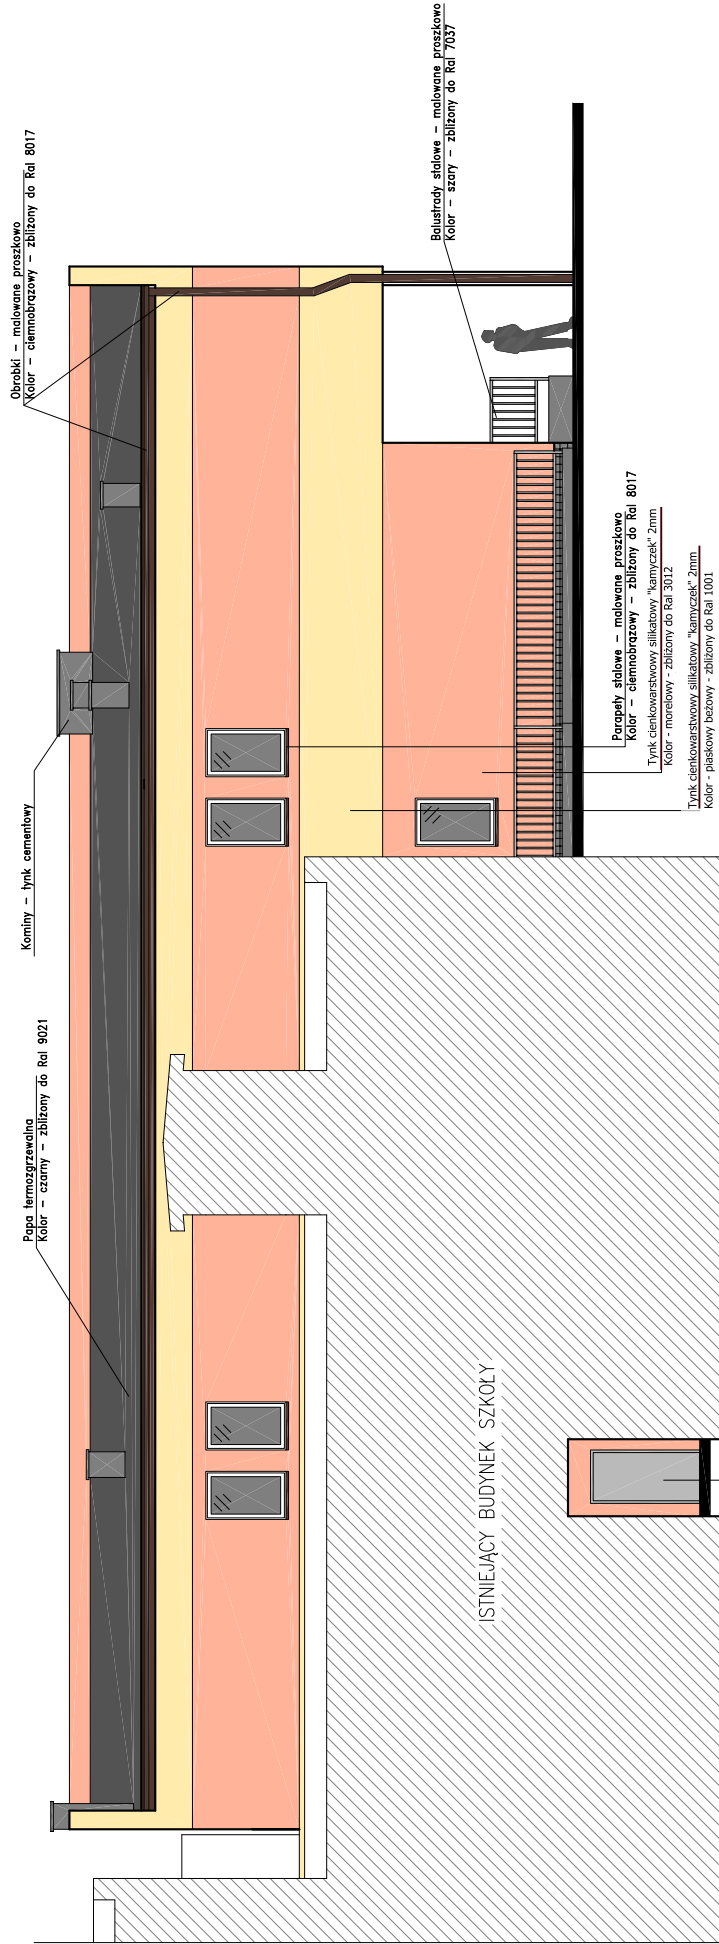 Obrobki – malowane proszkowo
Kolor – ciemnobrązowy – zbliżony do Ral 8017
Balustrady stalowe – malowane proszkowo
Kolor – szary – zbliżony do Ral 7037
Kominy – tynk cementowy
Parapety stalowe – malowane proszkowo
Kolor – ciemnobrązowy – zbliżony do Ral 8017
Tynk cienkowarstwowy silikatowy "kamyczek" 2mm
Kolor - morelowy - zbliżony do Ral 3012
Tynk cienkowarstwowy silikatowy "kamyczek" 2mm
Kolor - piaskowy beżowy - zbliżony do Ral 1001
Papa termozgrzewalna
Kolor – czarny – zbliżony do Ral 9021
ISTNIEJĄCY BUDYNEK SZKOŁY